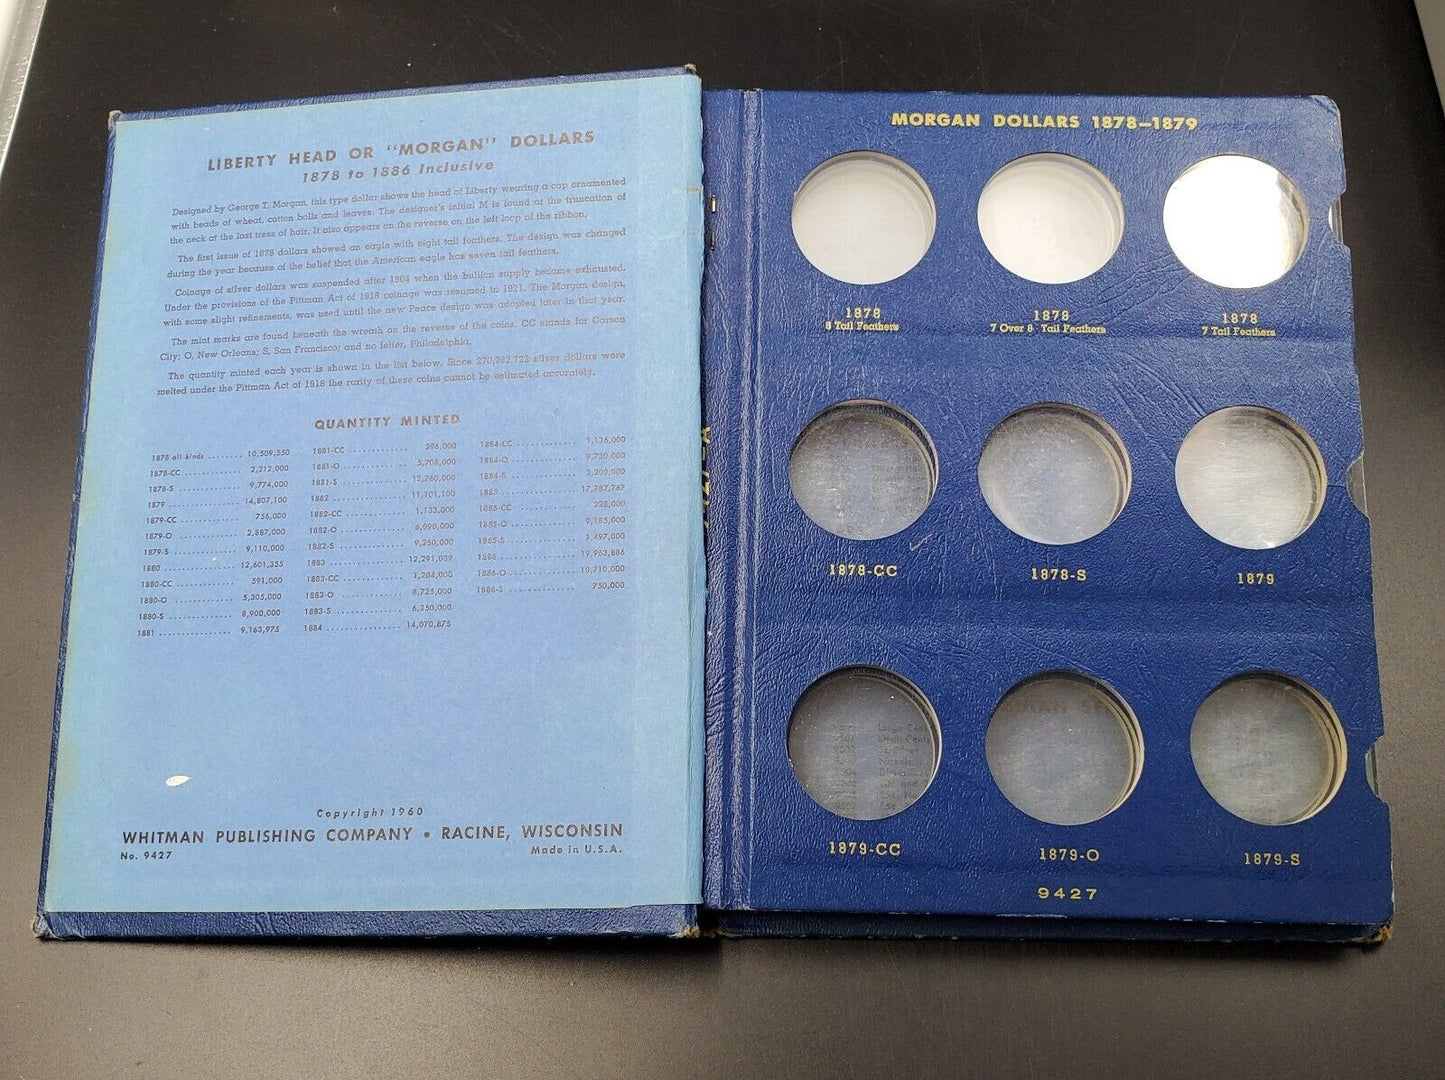 LIBERTY HEAD OR "MORGAN" DOLLARS
1878 to 1886 Inclusive
Designed by George T. Morgan, this type dollar shows the head of Liberty wearing a cap ornamented
with beads of wheat, cotton bolls and leaves. The designer's initial M is found at the truncation of
the neck at the last tress of hair. It also appears on the reverse on the left loop of the ribbon.
The first issue of 1878 dollars showed an eagle with eight tail feathers. The design was changed
during the year because of the belief that the American eagle has seven tail feathers.
Coinage of silver dollars was suspended after 1904 when the bullion supply became exhausted.
Under the provisions of the Pittman Act of 1918 coinage was resumed in 1921. The Morgan design,
with some slight refinements, was used until the new Peace design was adopted later in that year.
The mint marks are found beneath the wreath on the reverse of the coins. CC stands for Carson
City; O, New Orleans; S, San Francisco; and no letter, Philadelphia.
The quantity minted each year is shown in the list below. Since 270,232,722 silver dollars were
melted under the Pittman Act of 1918 the rarity of these coins cannot be estimated accurately.
QUANTITY MINTED
1878 all kinds ........ 10,509,550
1878-CC ............ 2,212,000
1878-S ............ 9,774,000
1879 ............ 14,807,100
1879-CC ............ 756,000
1879-O ............ 2,887,000
1879-S ............ 9,110,000
1880 ............ 12,601,355
1880-CC ............ 591,000
1880-O ............ 5,305,000
1880-S ............ 8,900,000
1881 ............ 9,163,975
1881-CC ............ 296,000
1881-O ............ 5,708,000
1881-S ............ 12,760,000
1882 ............ 11,101,100
1882-CC ............ 1,133,000
1882-O ............ 6,090,000
1882-S ............ 9,250,000
1883 ............ 12,291,039
1883-CC ............ 1,204,000
1883-O ............ 8,725,000
1883-S ............ 6,250,000
1884 ............ 14,070,875
1884-CC ............ 1,136,000
1884-O ............ 9,730,000
1884-S ............ 3,200,000
1885 ............ 17,787,767
1885-CC ............ 228,000
1885-O ............ 9,185,000
1885-S ............ 1,497,000
1886 ............ 19,963,886
1886-O ............ 10,710,000
1886-S ............ 750,000
Copyright 1960
WHITMAN PUBLISHING COMPANY • RACINE, WISCONSIN
No. 9427
Made in U.S.A.
MORGAN DOLLARS 1878–1879
1878
8 Tail Feathers
1878
7 Over 8 Tail Feathers
1878
7 Tail Feathers
1878-CC
1878-S
1879
1879-CC
1879-O
1879-S
9427